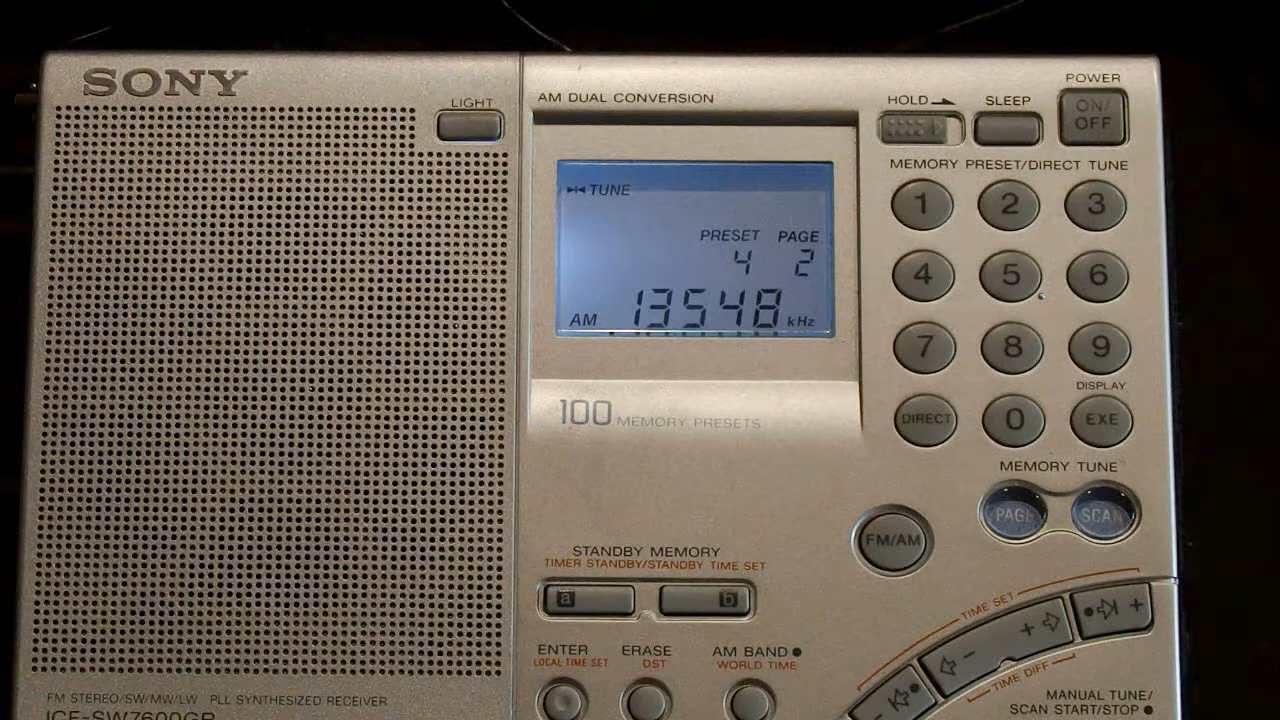 SONY
LIGHT
AM DUAL CONVERSION
HOLD
SLEEP
POWER
ON/
OFF
MEMORY PRESET/DIRECT TUNE
TUNE
PRESET PAGE
4 2
AM 13548 kHz
1 2 3
4 5 6
7 8 9
DISPLAY
DIRECT 0 EXE
100 MEMORY PRESETS
MEMORY TUNE
PAGE SCAN
FM/AM
STANDBY MEMORY
TIMER STANDBY/STANDBY TIME SET
a b
TIME SET
+
- +
-
TIME DIFF
ENTER ERASE AM BAND
LOCAL TIME SET DST WORLD TIME
MANUAL TUNE/
SCAN START/STOP
FM STEREO/SW/MW/LW PLL SYNTHESIZED RECEIVER
ICF-SW7600GR